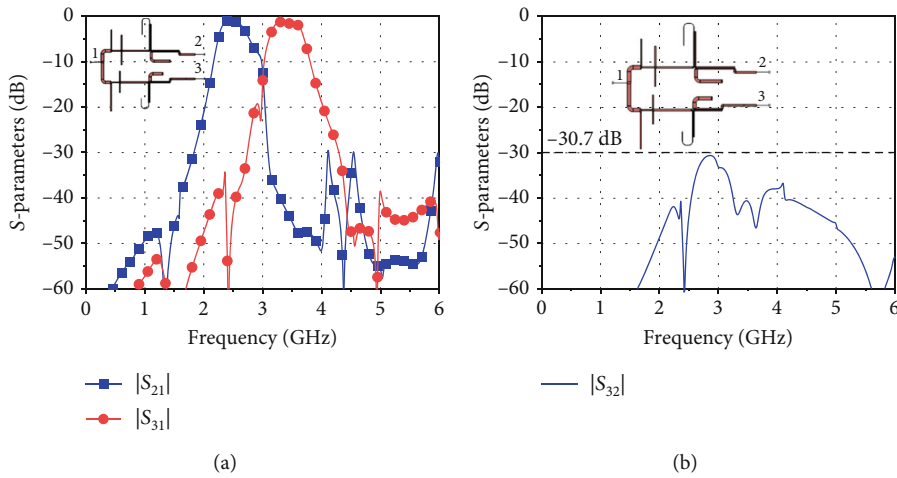 0
−10
−20
−30
−40
−50
−60
S-parameters (dB)
1
2
3
0 1 2 3 4 5 6
Frequency (GHz)
|S21|
|S31|
(a)
0
−10
−20
−30
−40
−50
−60
S-parameters (dB)
1
2
3
−30.7 dB
0 1 2 3 4 5 6
Frequency (GHz)
|S32|
(b)